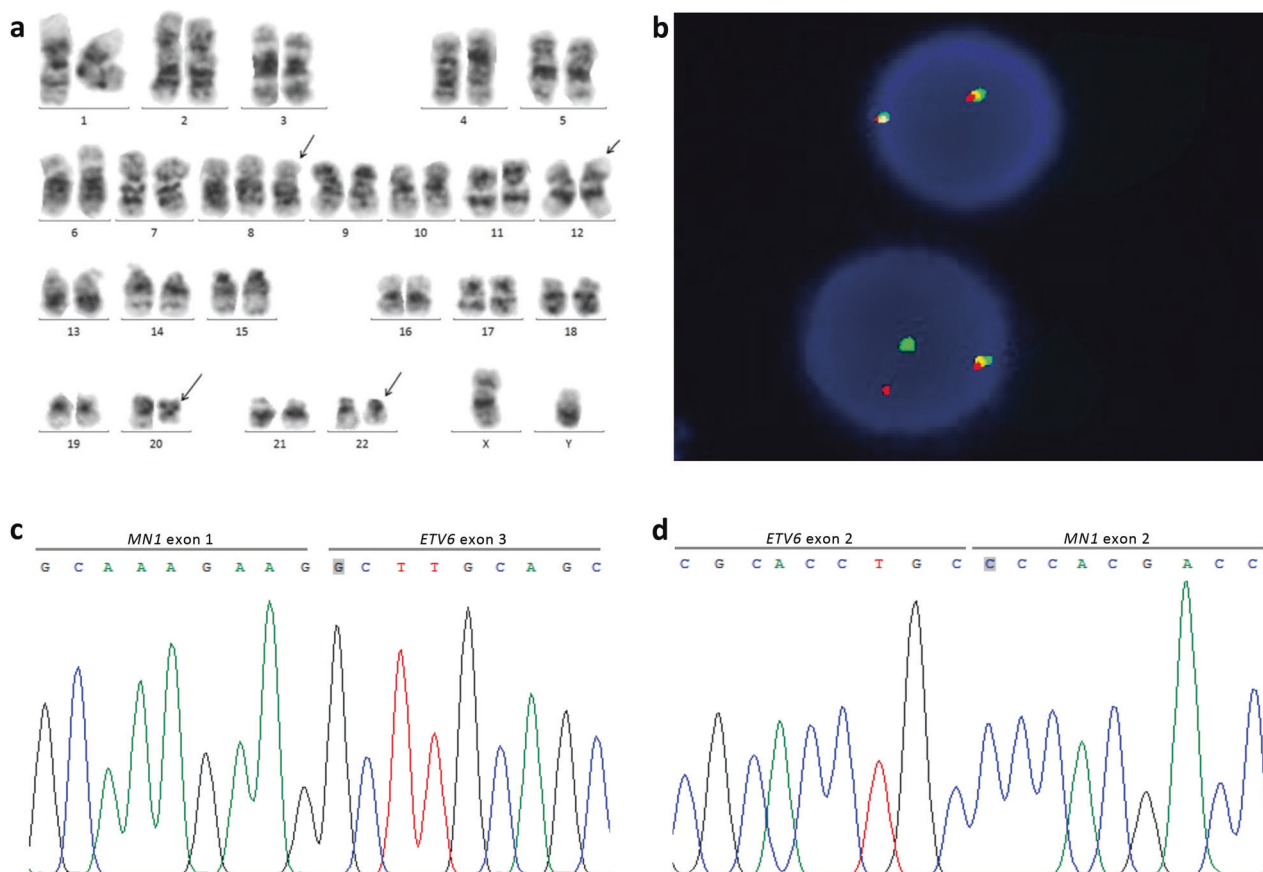 a
1 2 3 4 5
6 7 8 9 10 11 12
13 14 15 16 17 18
19 20 21 22 X Y
b
c
MN1 exon 1 ETV6 exon 3
G C A A A G A A G G C T T G C A G C
d
ETV6 exon 2 MN1 exon 2
C G C A C C T G C C C C A C G A C C